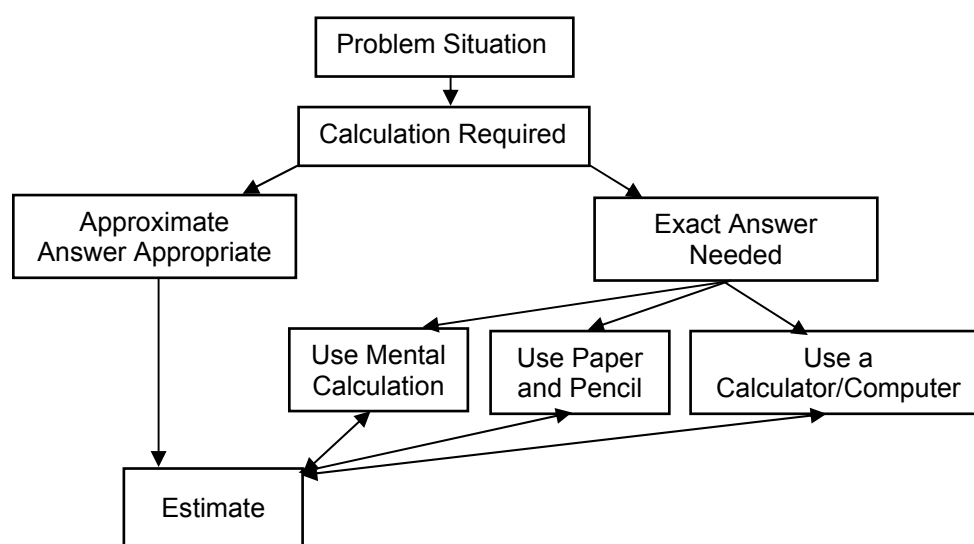 Problem Situation
Calculation Required
Approximate
Answer Appropriate
Exact Answer
Needed
Use Mental
Calculation
Use Paper
and Pencil
Use a
Calculator/Computer
Estimate